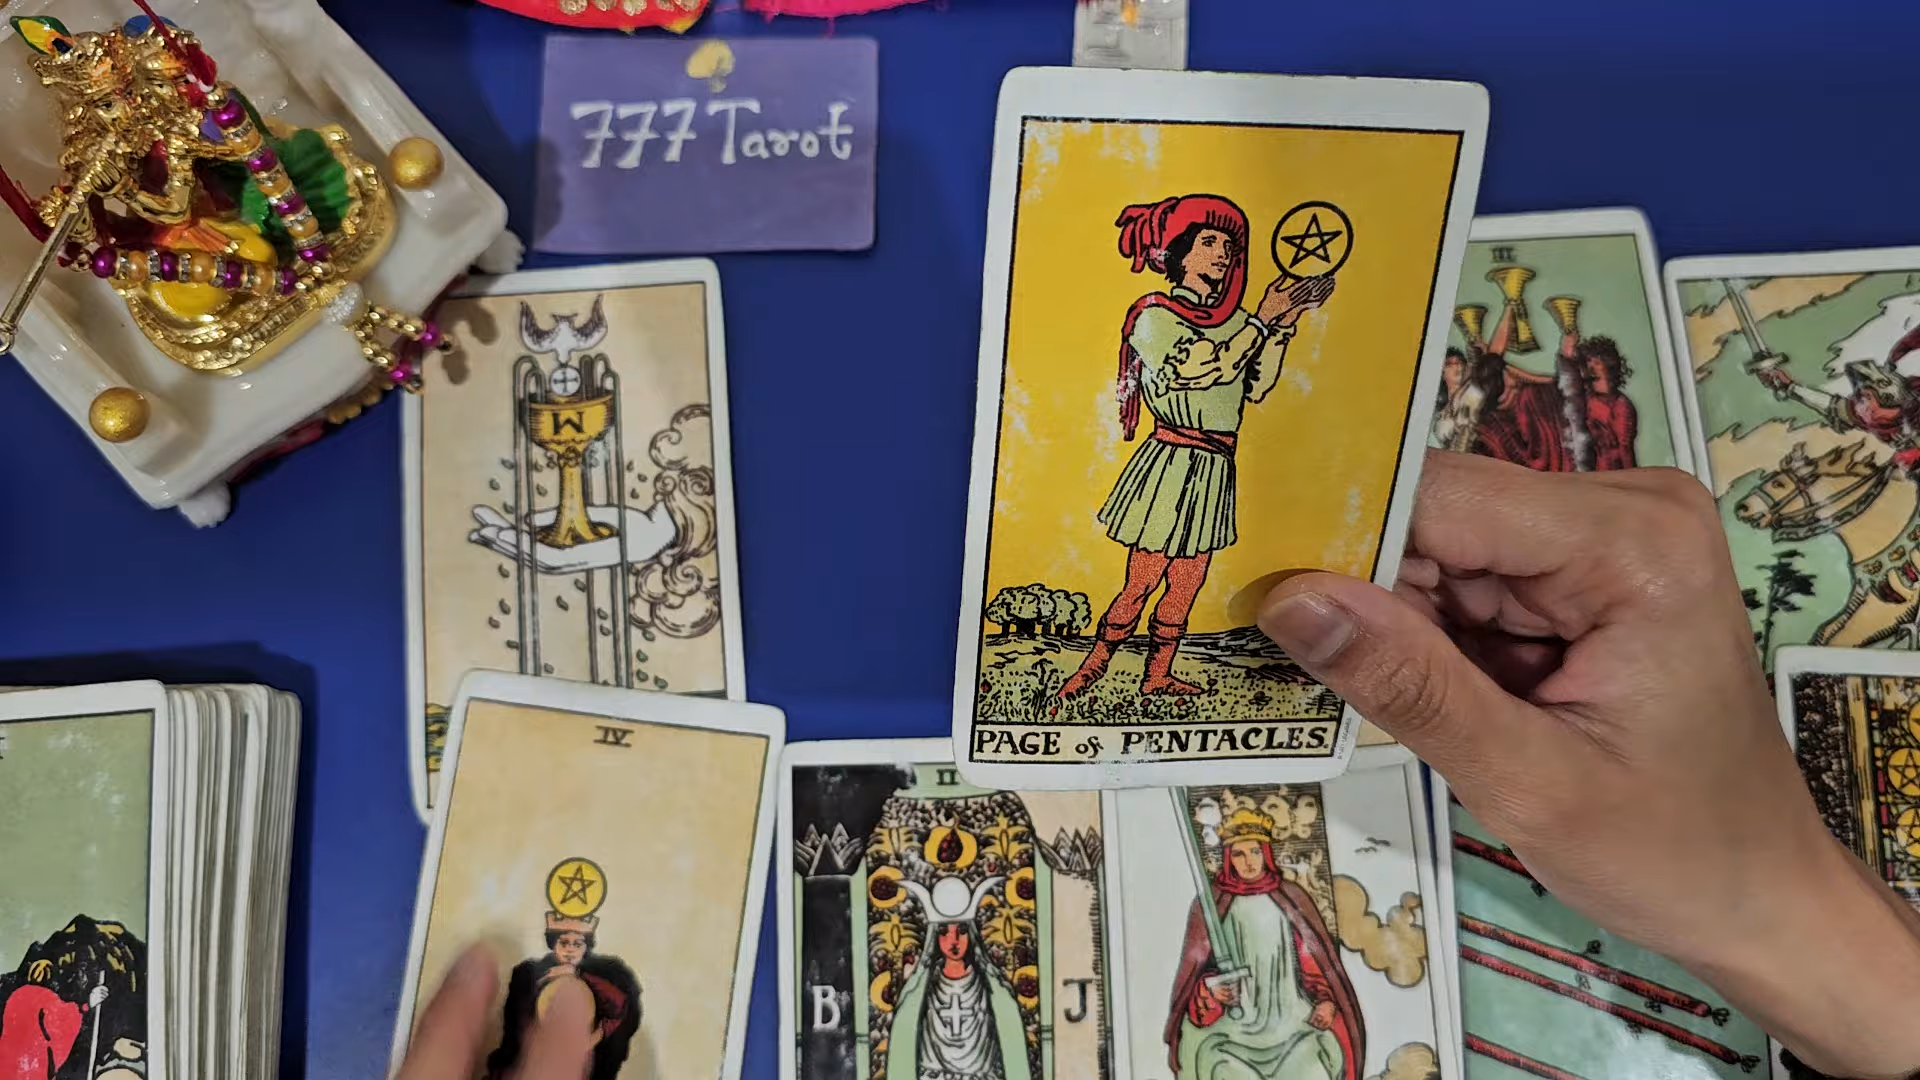 777 Tarot
III
PAGE of PENTACLES.
IV
II
B
J